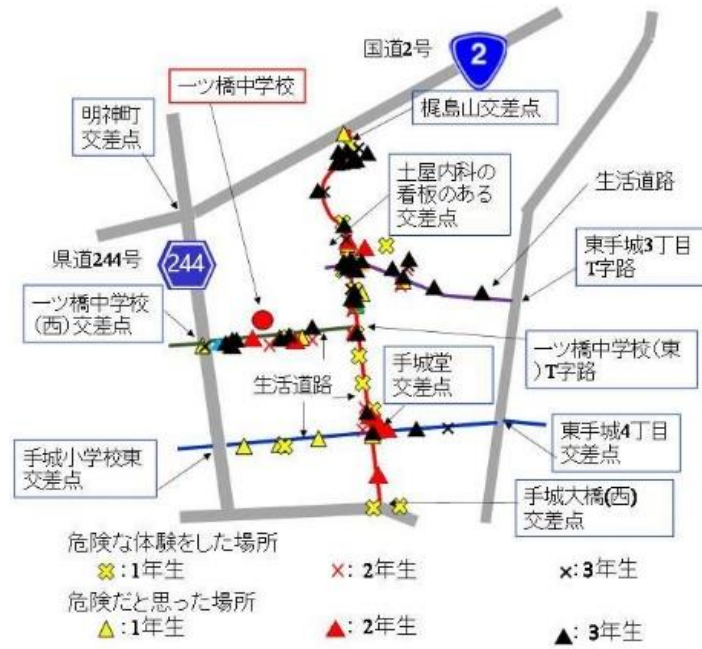 国道2号
2
一ツ橋中学校
明神町
交差点
梶島山交差点
土屋内科の
看板のある
交差点
生活道路
県道244号
244
東手城3丁目
T字路
一ツ橋中学校
(西)交差点
一ツ橋中学校(東
)T字路
手城堂
交差点
生活道路
手城小学校東
交差点
東手城4丁目
交差点
手城大橋(西)
交差点
危険な体験をした場所
:1年生
:2年生
:3年生
危険だと思った場所
:1年生
:2年生
:3年生